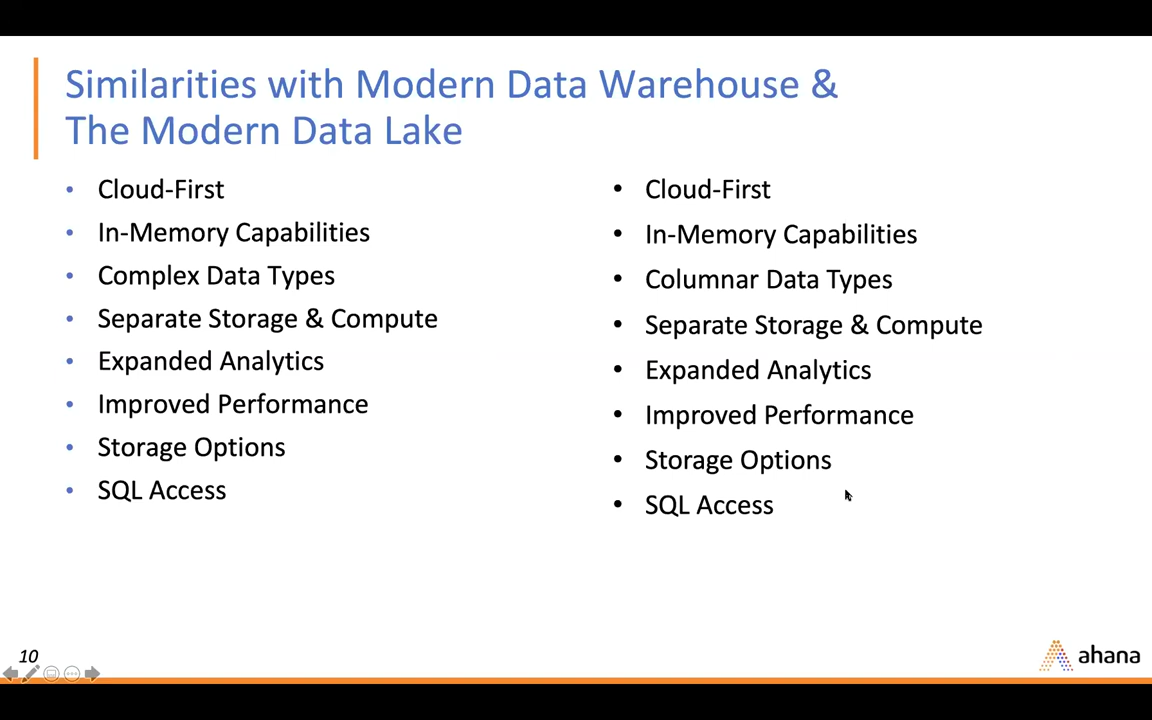 Similarities with Modern Data Warehouse &
The Modern Data Lake
Cloud-First
In-Memory Capabilities
Complex Data Types
Separate Storage & Compute
Expanded Analytics
Improved Performance
Storage Options
SQL Access
Cloud-First
In-Memory Capabilities
Columnar Data Types
Separate Storage & Compute
Expanded Analytics
Improved Performance
Storage Options
SQL Access
10
ahana